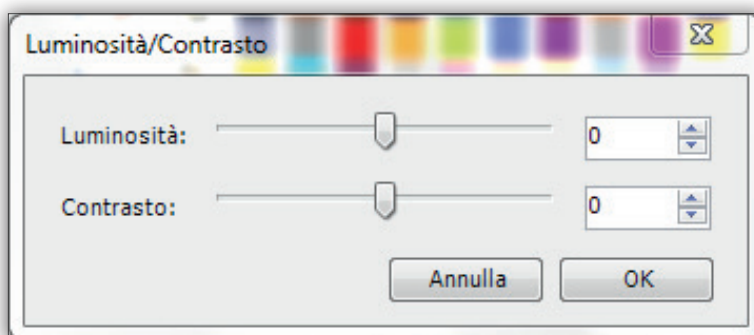 Luminosità/Contrasto
Luminosità: 0
Contrasto: 0
Annulla OK